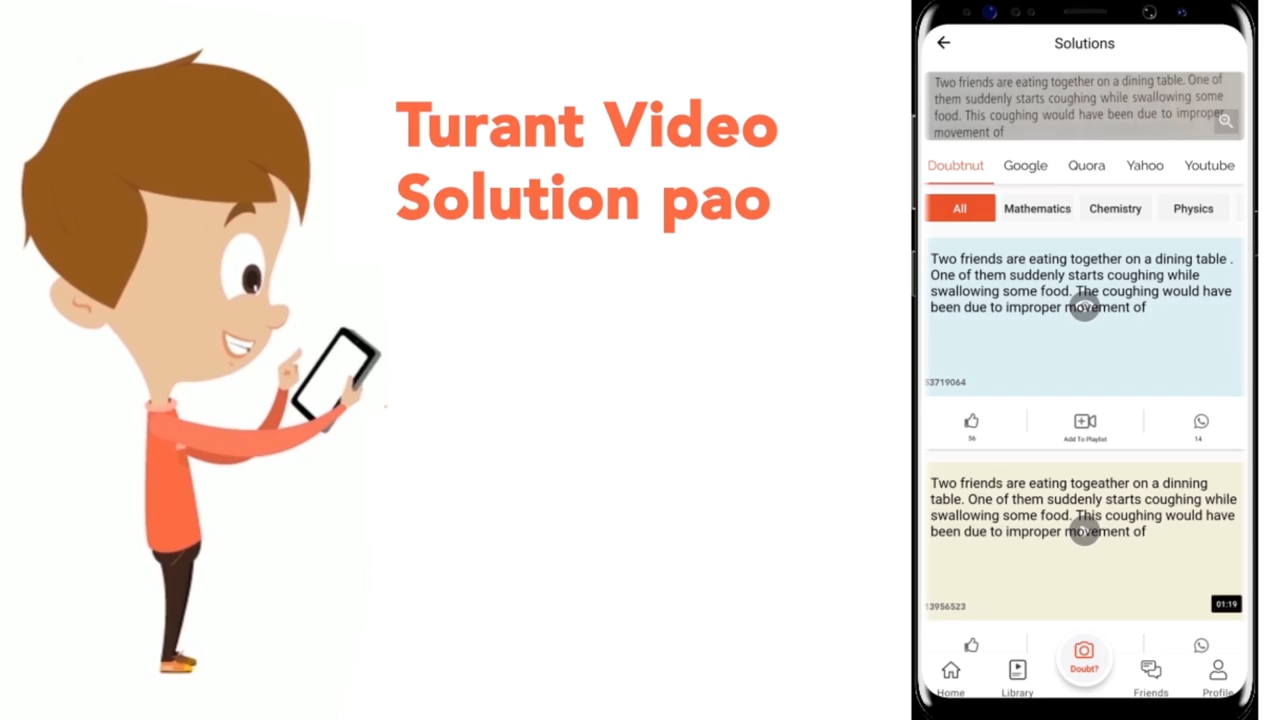 Turant Video
Solution pao
Solutions
Two friends are eating together on a dining table. One of
them suddenly starts coughing while swallowing some
food. This coughing would have been due to improper
movement of
Doubtnut Google Quora Yahoo Youtube
All Mathematics Chemistry Physics
Two friends are eating together on a dining table .
One of them suddenly starts coughing while
swallowing some food. The coughing would have
been due to improper movement of
53719064
56 Add To Playlist 14
Two friends are eating togeather on a dinning
table. One of them suddenly starts coughing while
swallowing some food. This coughing would have
been due to improper movement of
13956523
01:19
Doubt?
Home Library Friends Profile